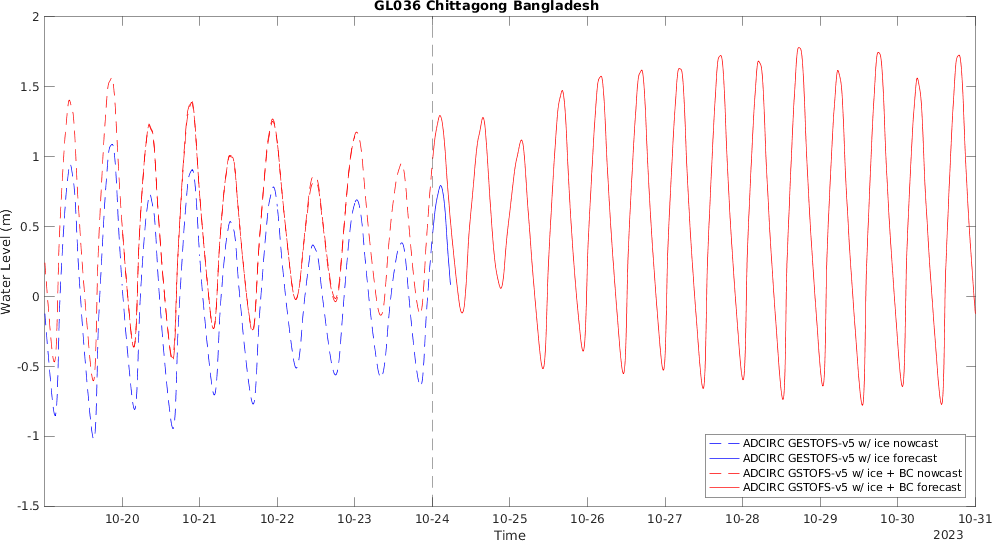 GL036 Chittagong Bangladesh
2
1.5
1
0.5
0
-0.5
-1
-1.5
Water Level (m)
ADCIRC GESTOFS-v5 w/ ice nowcast
ADCIRC GESTOFS-v5 w/ ice forecast
ADCIRC GSTOFS-v5 w/ ice + BC nowcast
ADCIRC GSTOFS-v5 w/ ice + BC forecast
10-20 10-21 10-22 10-23 10-24 10-25 10-26 10-27 10-28 10-29 10-30 10-31
Time
2023